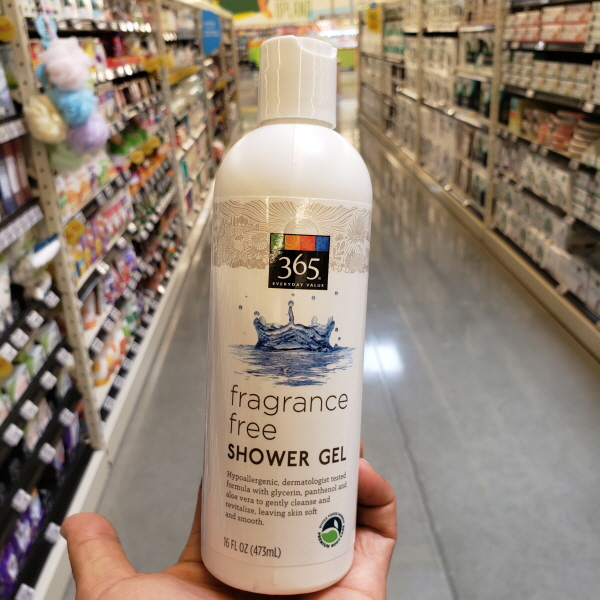 365
EVERYDAY VALUE
fragrance
free
SHOWER GEL
Hypoallergenic, dermatologist tested
formula with glycerin, panthenol and
aloe vera to gently cleanse and
revitalize, leaving skin soft
and smooth.
16 FL OZ (473mL)